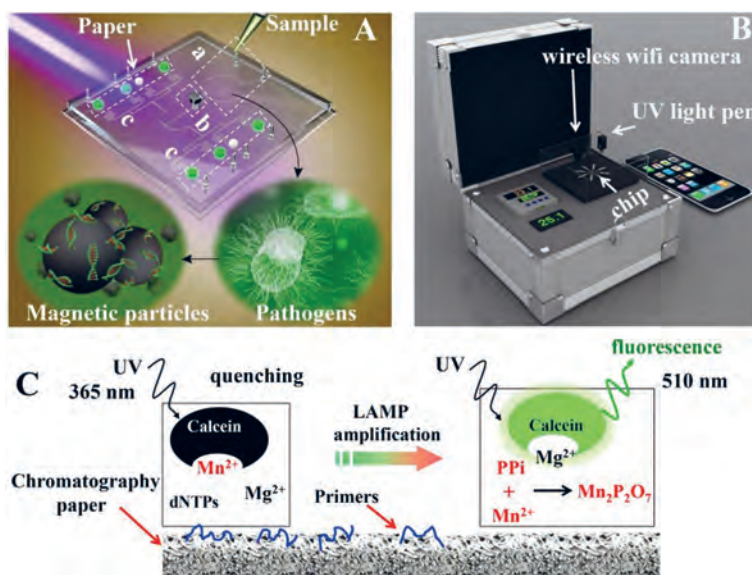 Paper
Sample
A
a
b
c
c
Magnetic particles
Pathogens
B
wireless wifi camera
UV light pen
chip
25.1
C
UV
365 nm
quenching
Calcein
Mn²⁺
dNTPs
Mg²⁺
Chromatography
paper
LAMP
amplification
Primers
UV
fluorescence
510 nm
Calcein
Mg²⁺
PPi
+
Mn²⁺
Mn₂P₂O₇